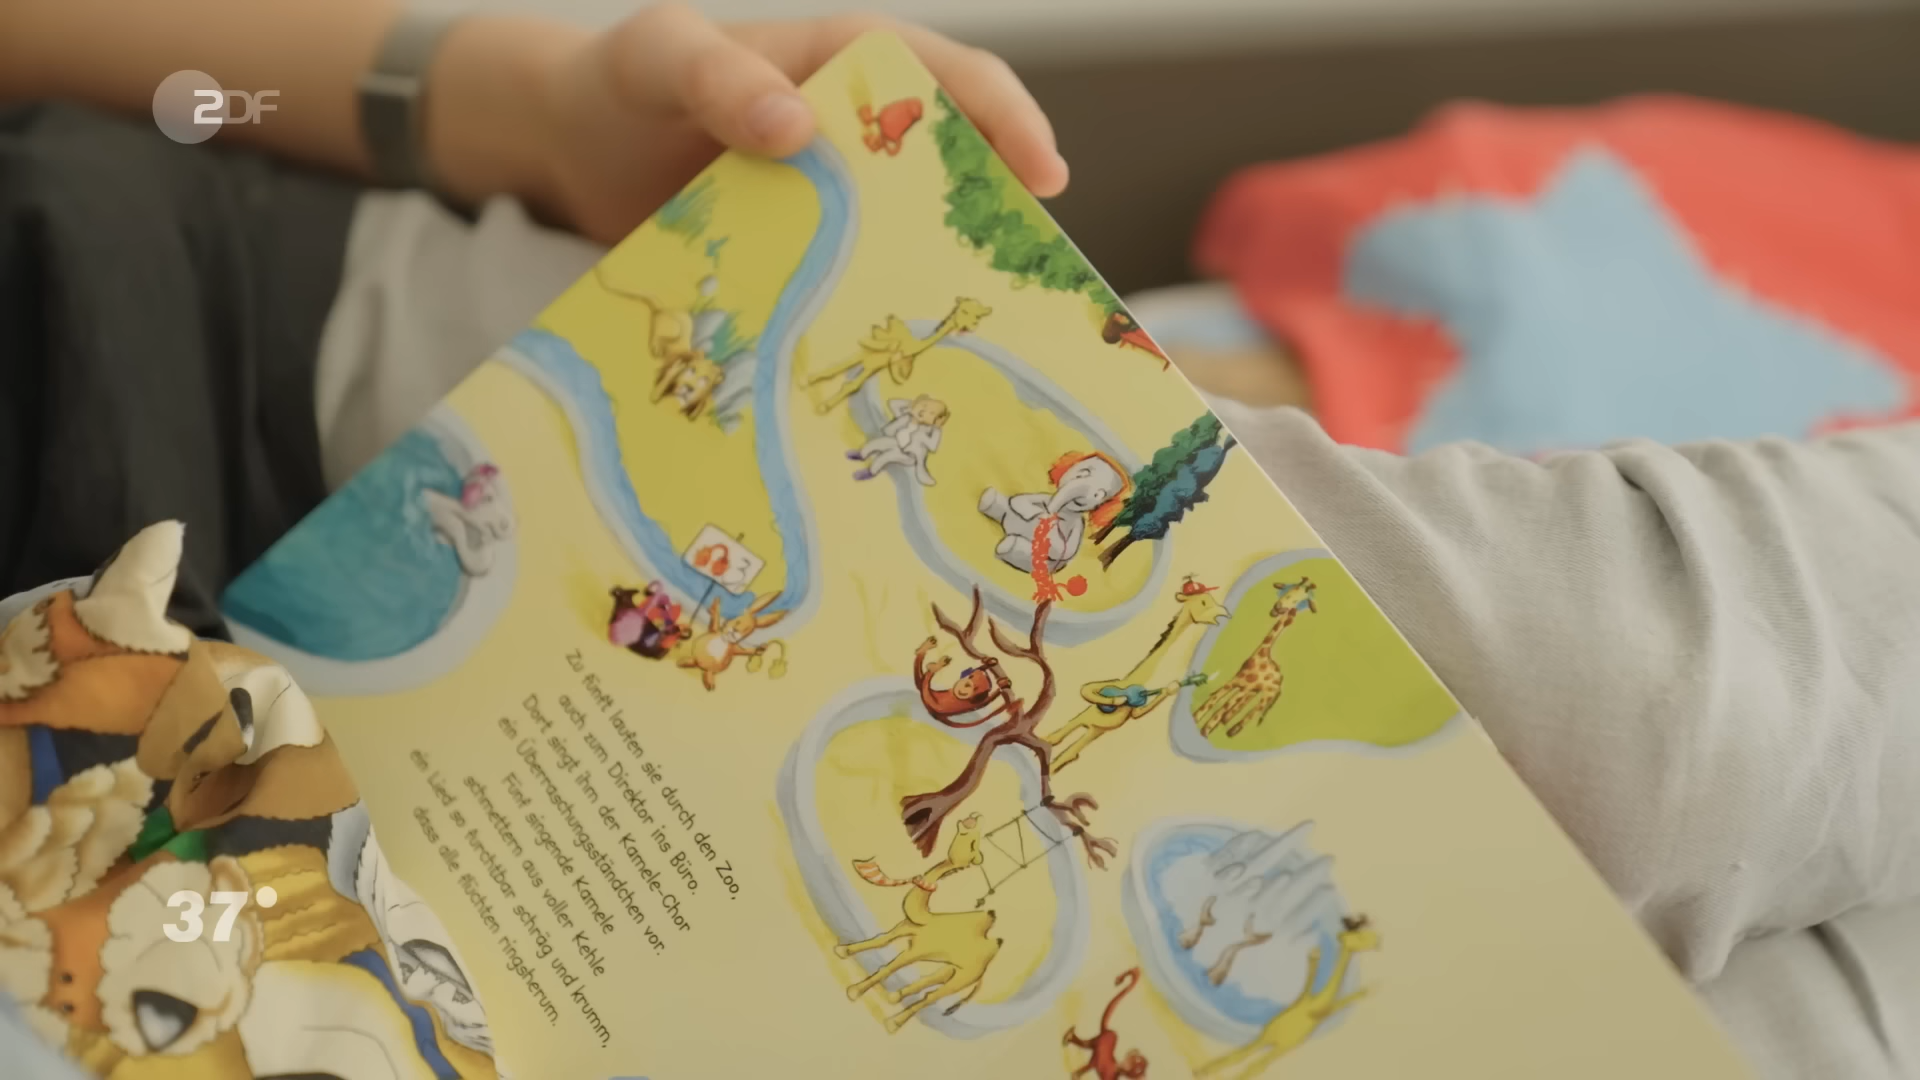 ZDF
Zu fünft laufen sie durch den Zoo,
auch zum Direktor ins Büro.
Dort singt ihm der Kamele-Chor
ein Überraschungsständchen vor.
Fünf singende Kamele
schmettern aus voller Kehle
ein Lied so furchtbar schräg und krumm,
dass alle flüchten ringsherum.
37°